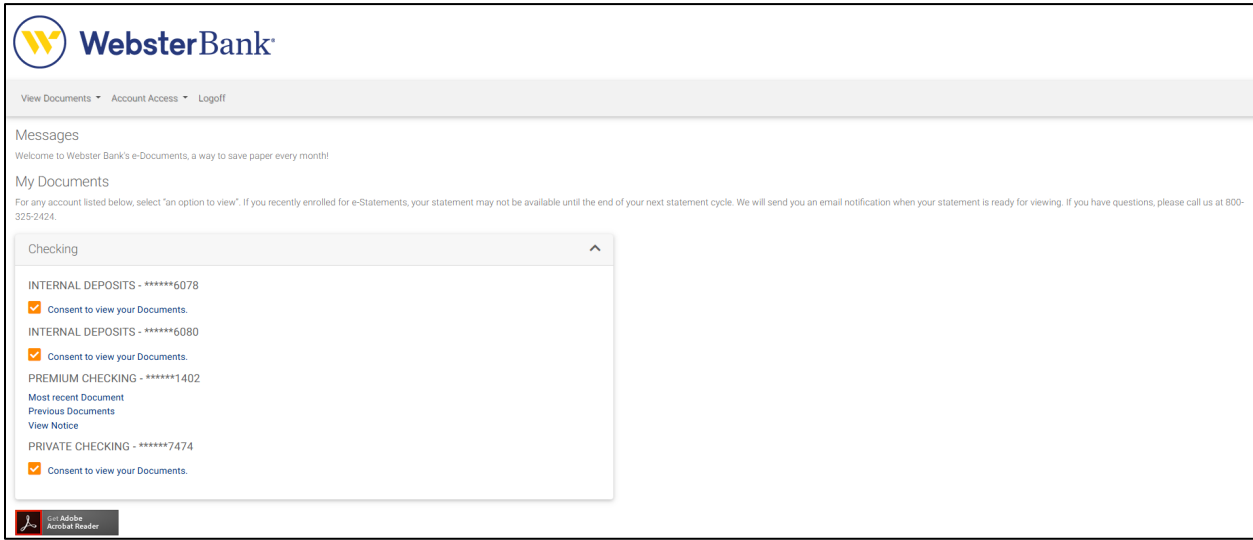 WebsterBank®
View Documents Account Access Logoff
Messages
Welcome to Webster Bank's e-Documents, a way to save paper every month!
My Documents
For any account listed below, select "an option to view". If you recently enrolled for e-Statements, your statement may not be available until the end of your next statement cycle. We will send you an email notification when your statement is ready for viewing. If you have questions, please call us at 800-
325-2424.
Checking
INTERNAL DEPOSITS - ******6078
Consent to view your Documents.
INTERNAL DEPOSITS - ******6080
Consent to view your Documents.
PREMIUM CHECKING - ******1402
Most recent Document
Previous Documents
View Notice
PRIVATE CHECKING - ******7474
Consent to view your Documents.
Get Adobe
Acrobat Reader